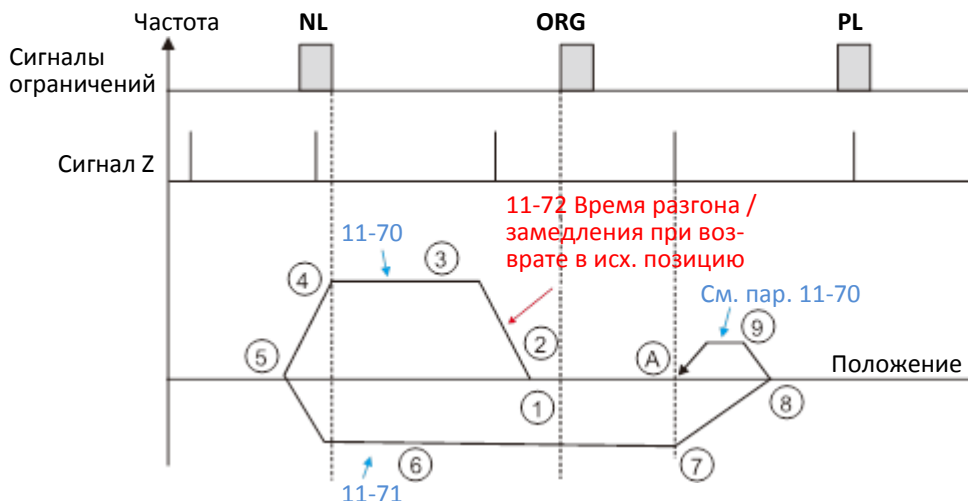 Частота
NL
ORG
PL
Сигналы
ограничений
Сигнал Z
11-72 Время разгона /
замедления при воз-
врате в исх. позицию
11-70
3
4
См. пар. 11-70
9
2
A
5
Положение
1
8
6
7
11-71